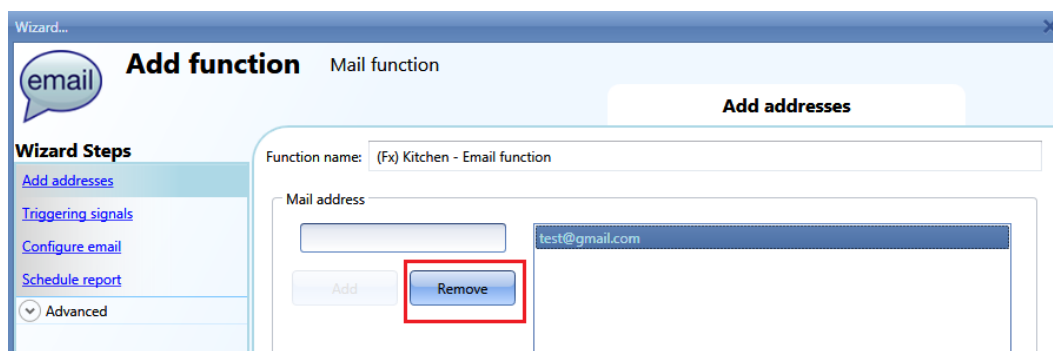 Wizard...
email
Add function Mail function
Add addresses
Wizard Steps
Add addresses
Triggering signals
Configure email
Schedule report
Advanced
Function name: (Fx) Kitchen - Email function
Mail address
test@gmail.com
Add Remove